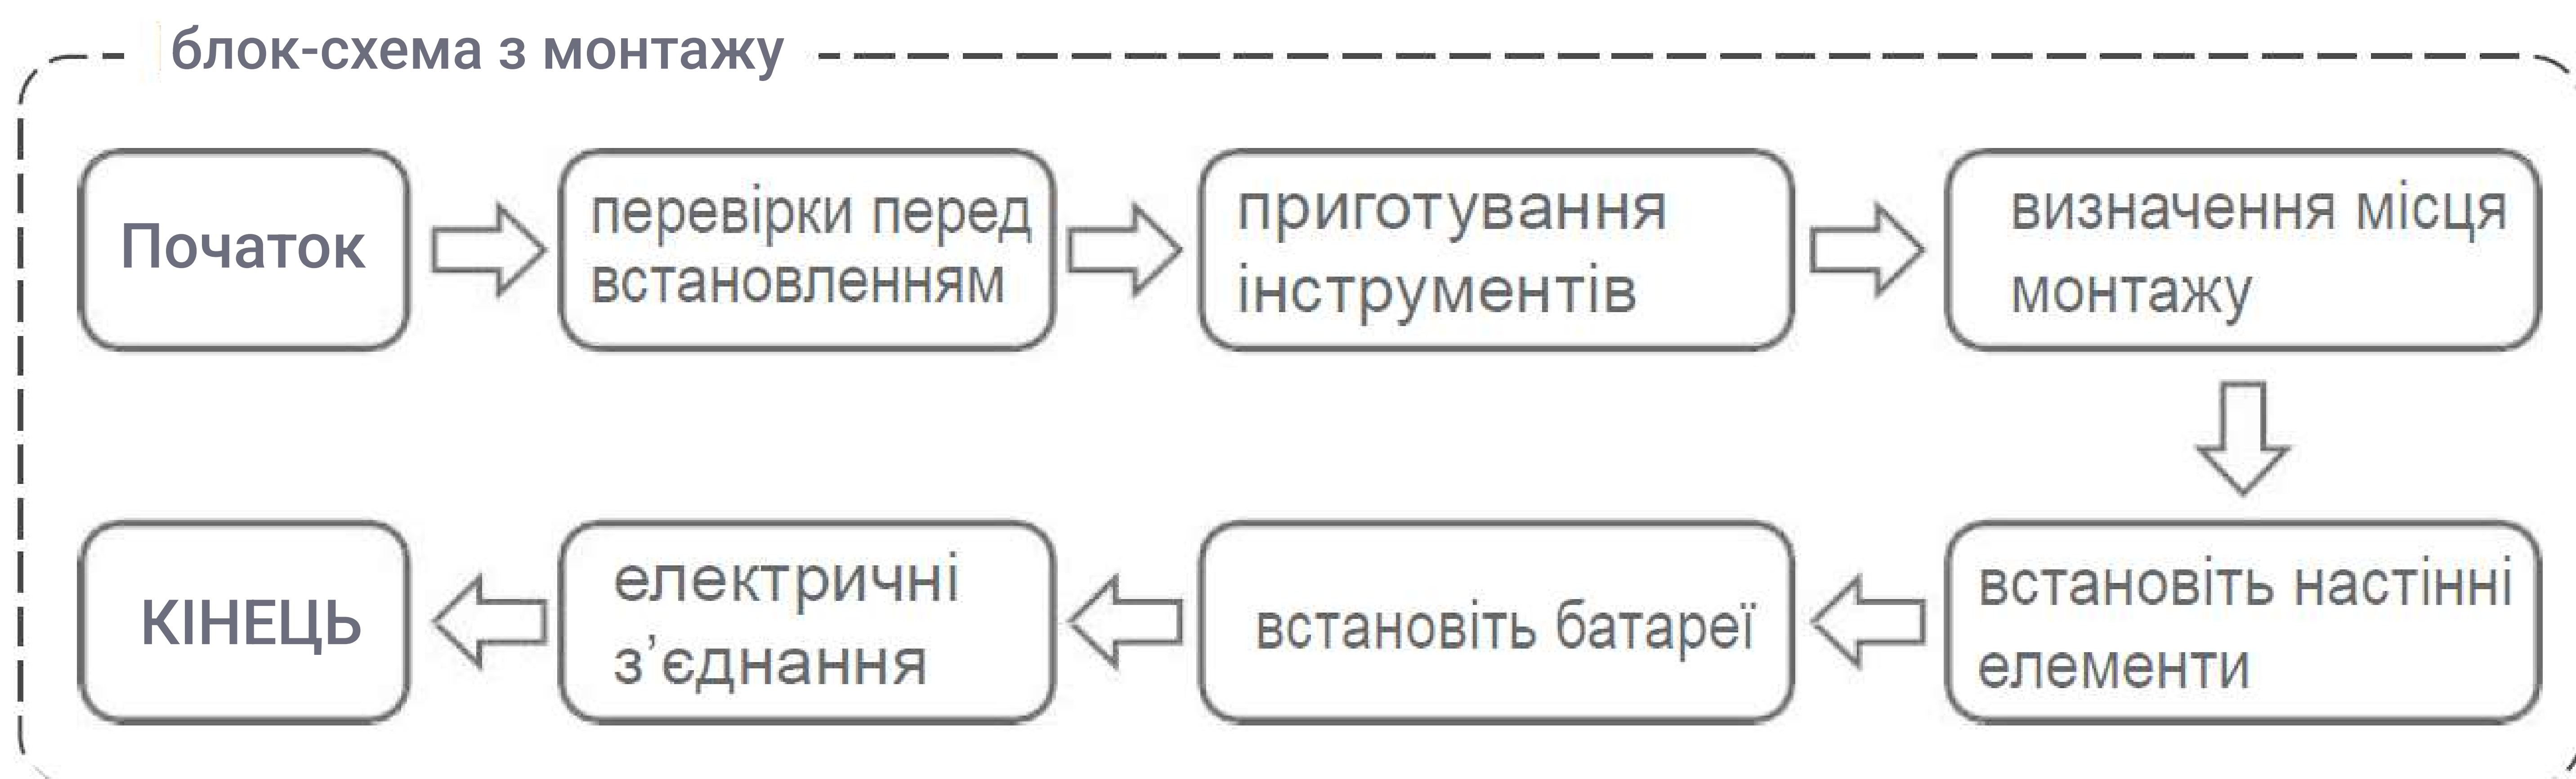 блок-схема з монтажу
Початок
перевірки перед
встановленням
приготування
інструментів
визначення місця
монтажу
встановіть настінні
елементи
встановіть батареї
електричні
з’єднання
КІНЕЦЬ